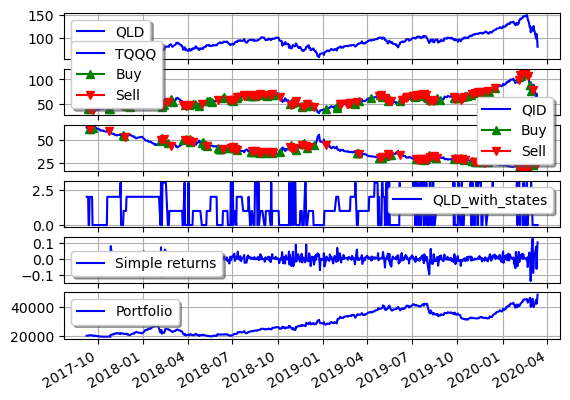 150
100
QLD
TQQQ
Buy
Sell
100
50
QID
Buy
Sell
50
25
2.5
0.0
QLD_with_states
0.1
0.0
−0.1
Simple returns
40000
20000
Portfolio
2017-10
2018-01
2018-04
2018-07
2018-10
2019-01
2019-04
2019-07
2019-10
2020-01
2020-04